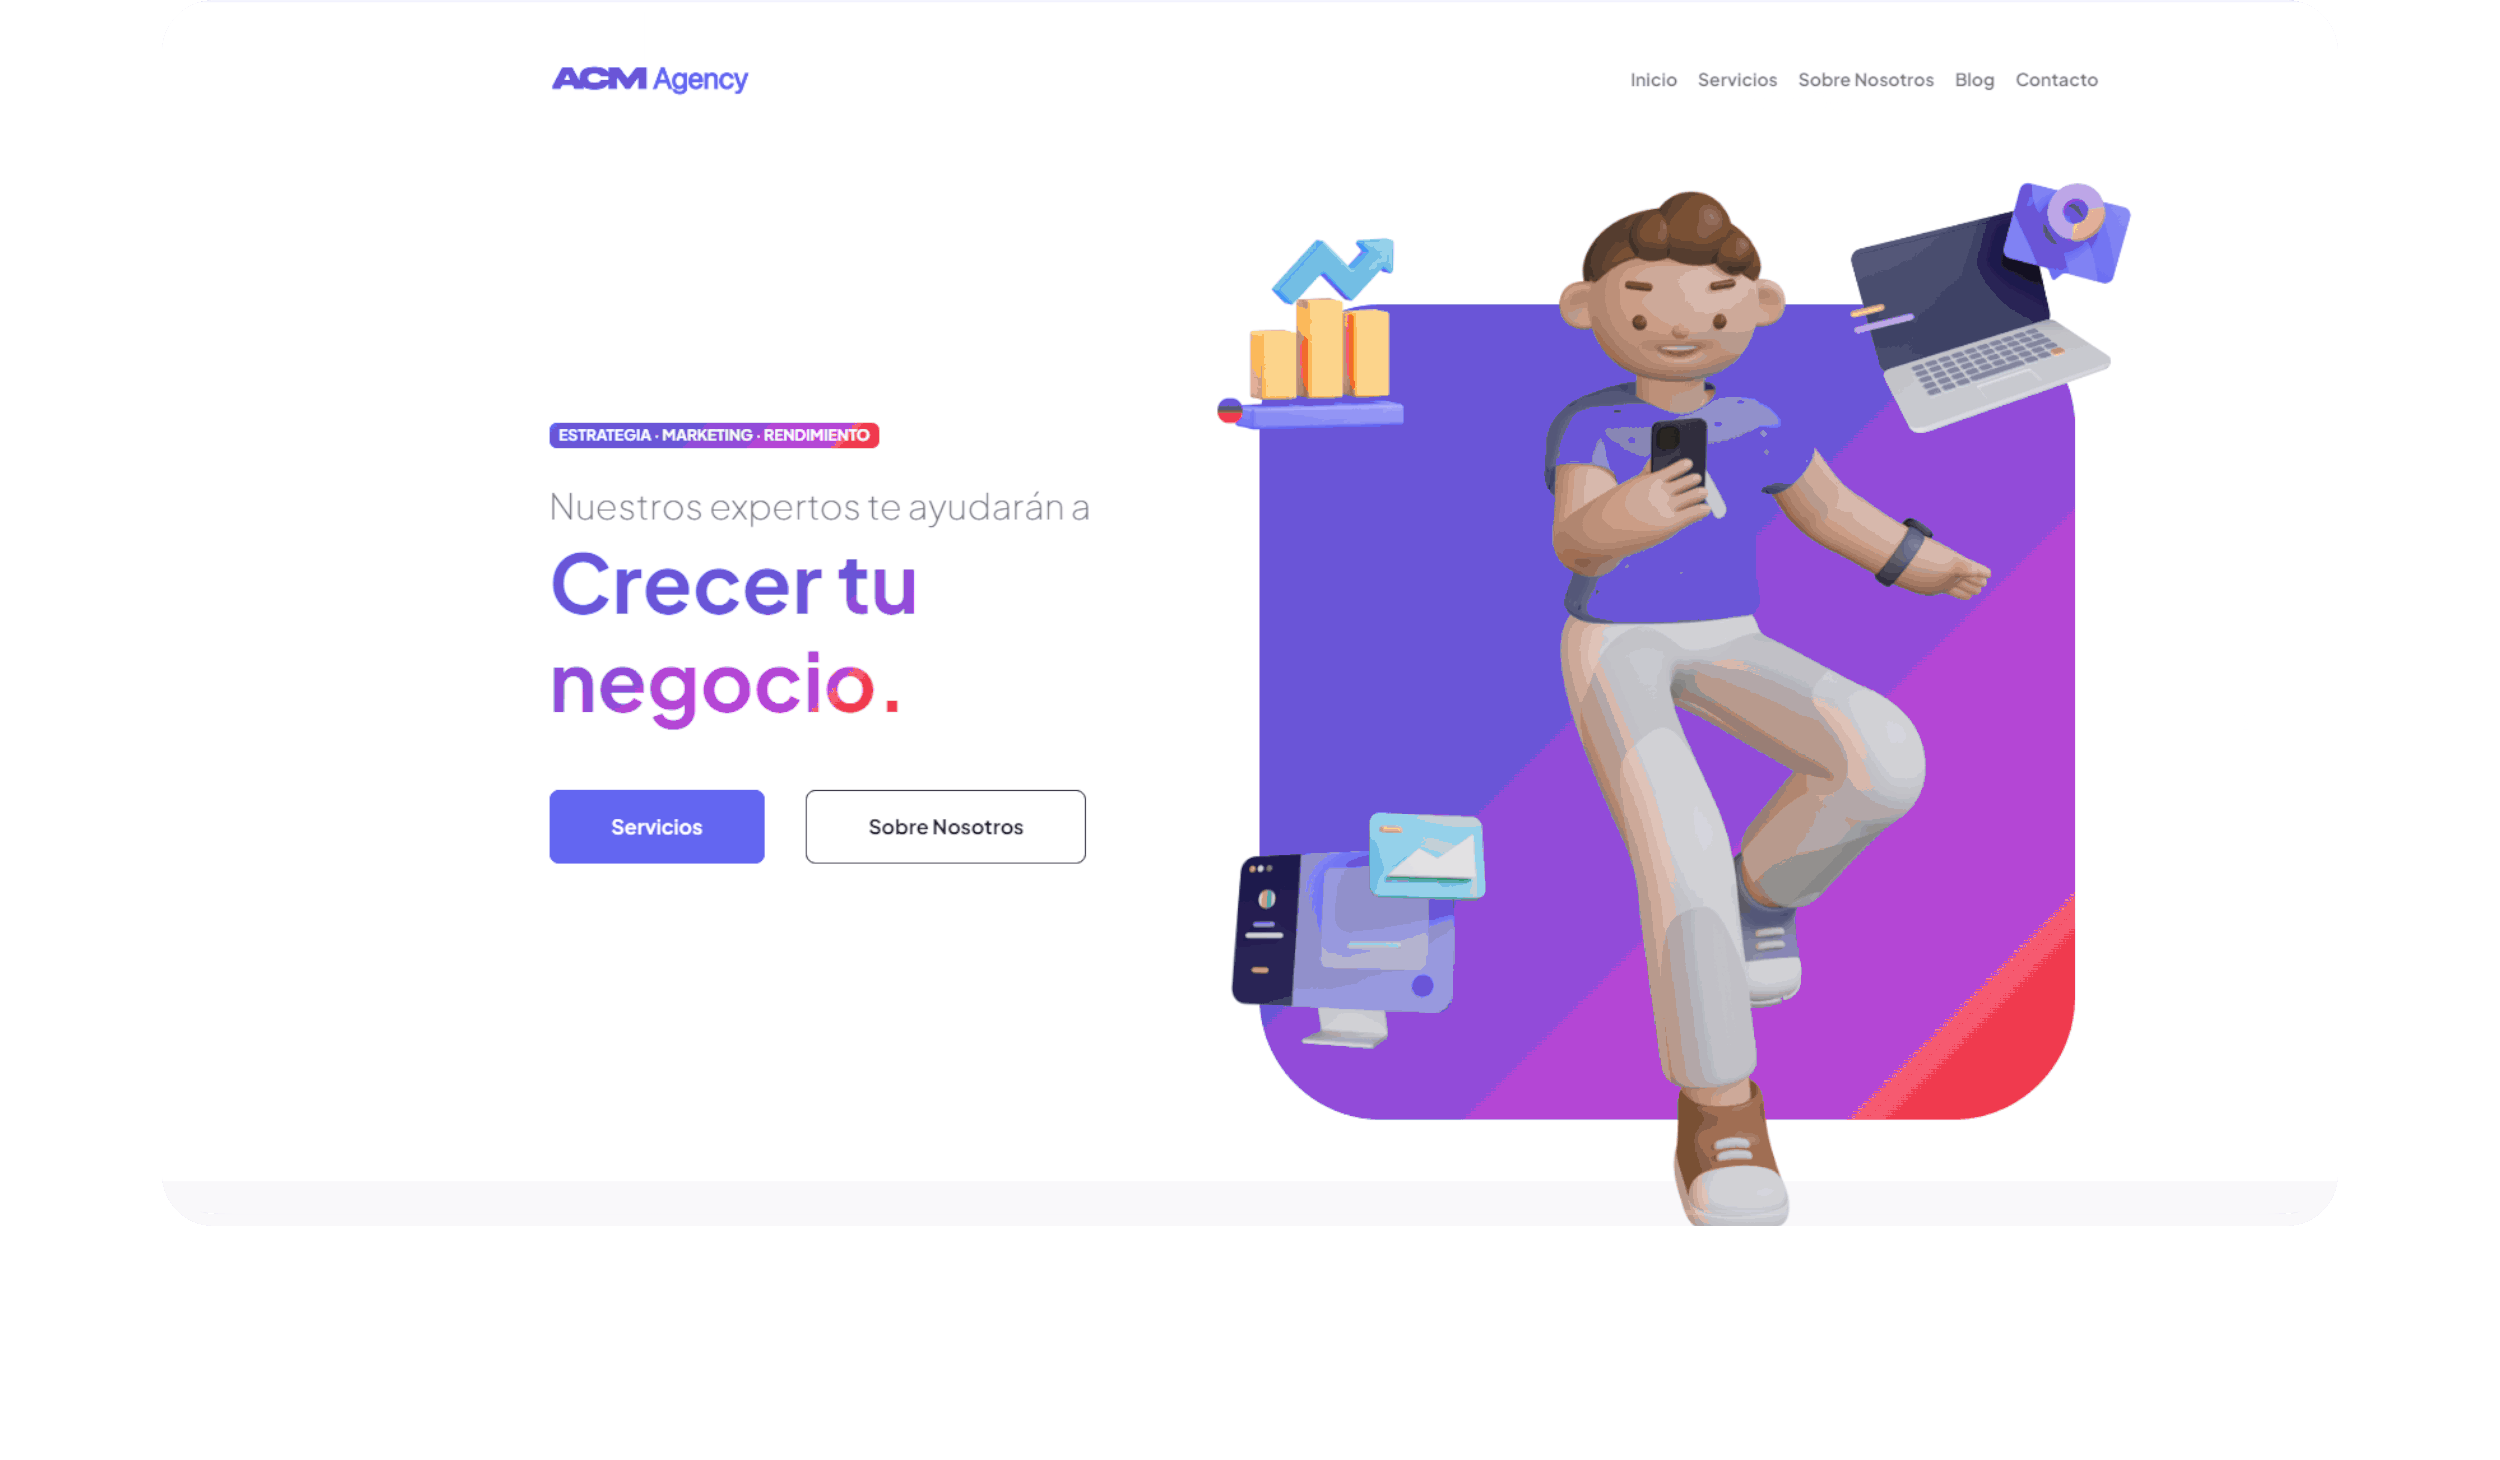 ACM Agency
Inicio Servicios Sobre Nosotros Blog Contacto
ESTRATEGIA · MARKETING · RENDIMIENTO
Nuestros expertos te ayudarán a
Crecer tu
negocio.
Servicios Sobre Nosotros